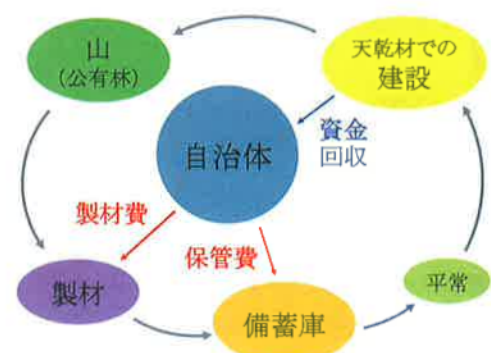 山
(公有林)
天乾材での
建設
自治体
資金
回収
製材費
保管費
製材
備蓄庫
平常